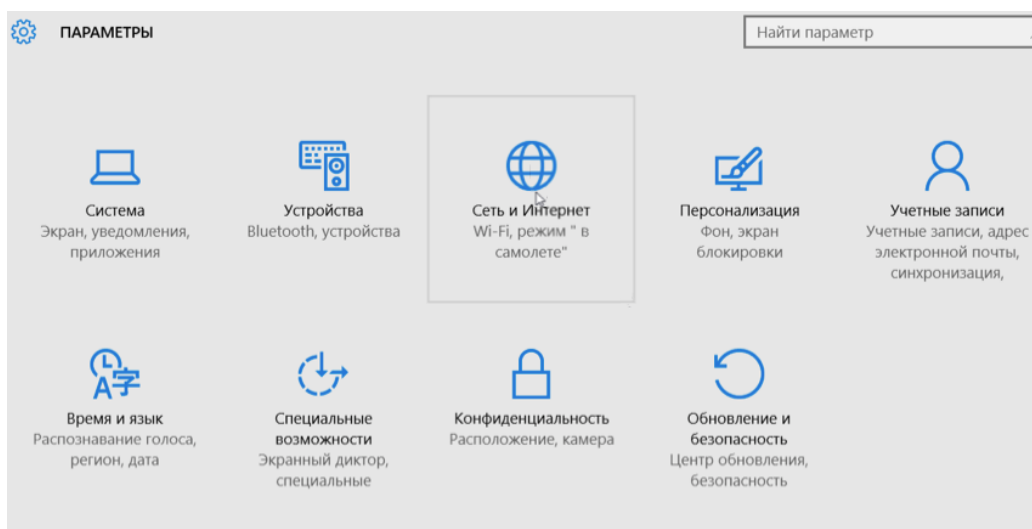 ПАРАМЕТРЫ
Найти параметр
Система
Экран, уведомления,
приложения
Устройства
Bluetooth, устройства
Сеть и Интернет
Wi-Fi, режим " в
самолете"
Персонализация
Фон, экран
блокировки
Учетные записи
Учетные записи, адрес
электронной почты,
синхронизация,
Время и язык
Распознавание голоса,
регион, дата
Специальные
возможности
Экранный диктор,
специальные
Конфиденциальность
Расположение, камера
Обновление и
безопасность
Центр обновления,
безопасность